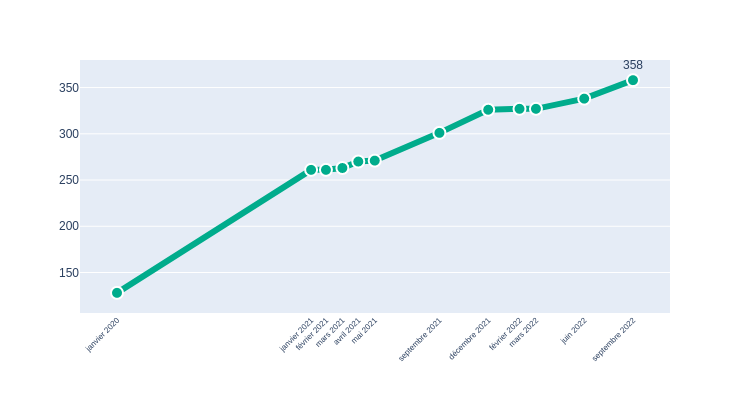 358
350
300
250
200
150
janvier 2020
janvier 2021
février 2021
mars 2021
avril 2021
mai 2021
septembre 2021
décembre 2021
février 2022
mars 2022
juin 2022
septembre 2022